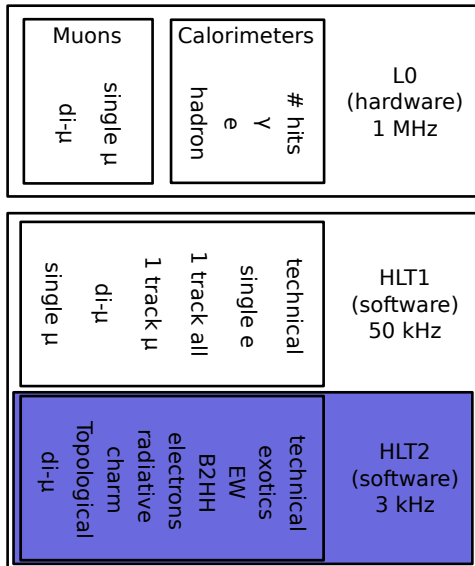 Muons
single μ
di-μ
Calorimeters
# hits
γ
e
hadron
L0
(hardware)
1 MHz
technical
single e
1 track all
1 track μ
di-μ
single μ
HLT1
(software)
50 kHz
technical
exotics
EW
B2HH
electrons
radiative
charm
Topological
di-μ
HLT2
(software)
3 kHz